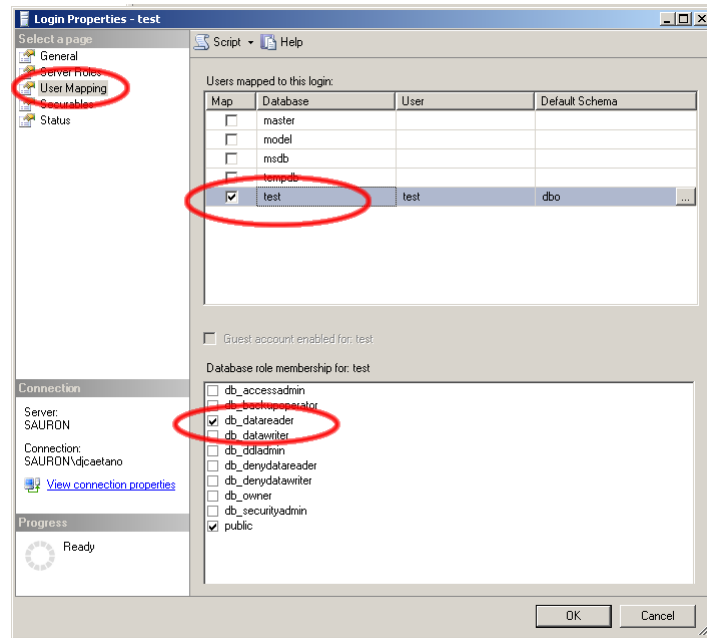 Login Properties - test
Select a page
General
Server Roles
User Mapping
Securables
Status
Script
Help
Users mapped to this login:
Map Database User Default Schema
master
model
msdb
tempdb
test test dbo ...
Guest account enabled for: test
Database role membership for: test
db_accessadmin
db_backupoperator
db_datareader
db_datawriter
db_ddladmin
db_denydatareader
db_denydatawriter
db_owner
db_securityadmin
public
Connection
Server:
SAURON
Connection:
SAURON\djcaetano
View connection properties
Progress
Ready
OK Cancel